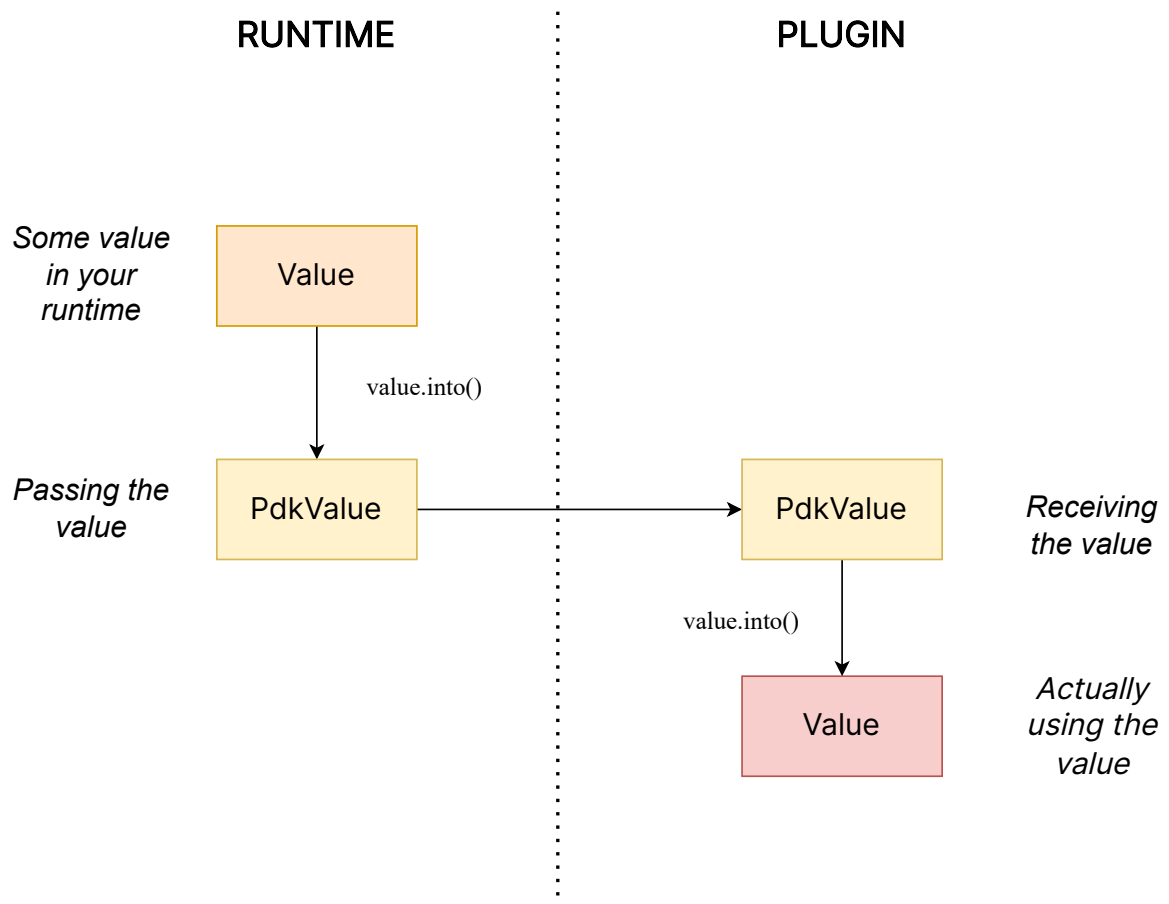 RUNTIME
PLUGIN
Some value
in your
runtime
Value
value.into()
Passing the
value
PdkValue
PdkValue
Receiving
the value
value.into()
Value
Actually
using the
value